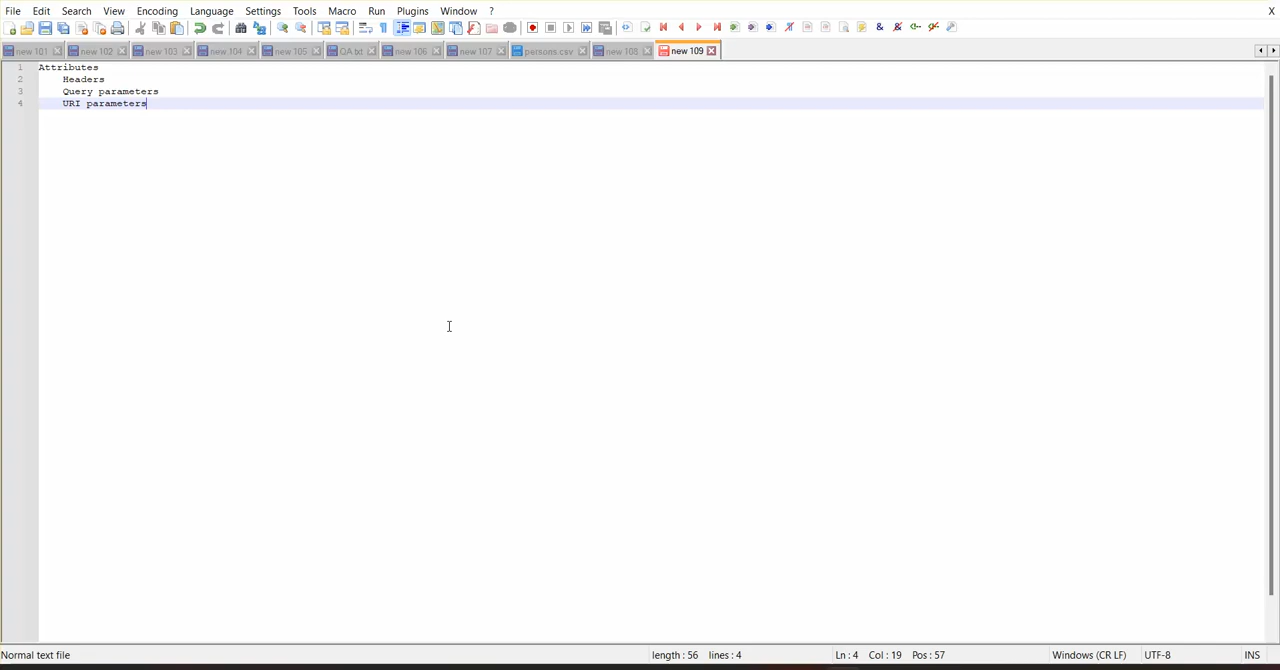 File Edit Search View Encoding Language Settings Tools Macro Run Plugins Window ? X
new 101 new 102 new 103 new 104 new 105 QA.txt new 106 new 107 persons.csv new 108 new 109
1 Attributes
2 Headers
3 Query parameters
4 URI parameters
Normal text file length : 56 lines : 4 Ln : 4 Col : 19 Pos : 57 Windows (CR LF) UTF-8 INS